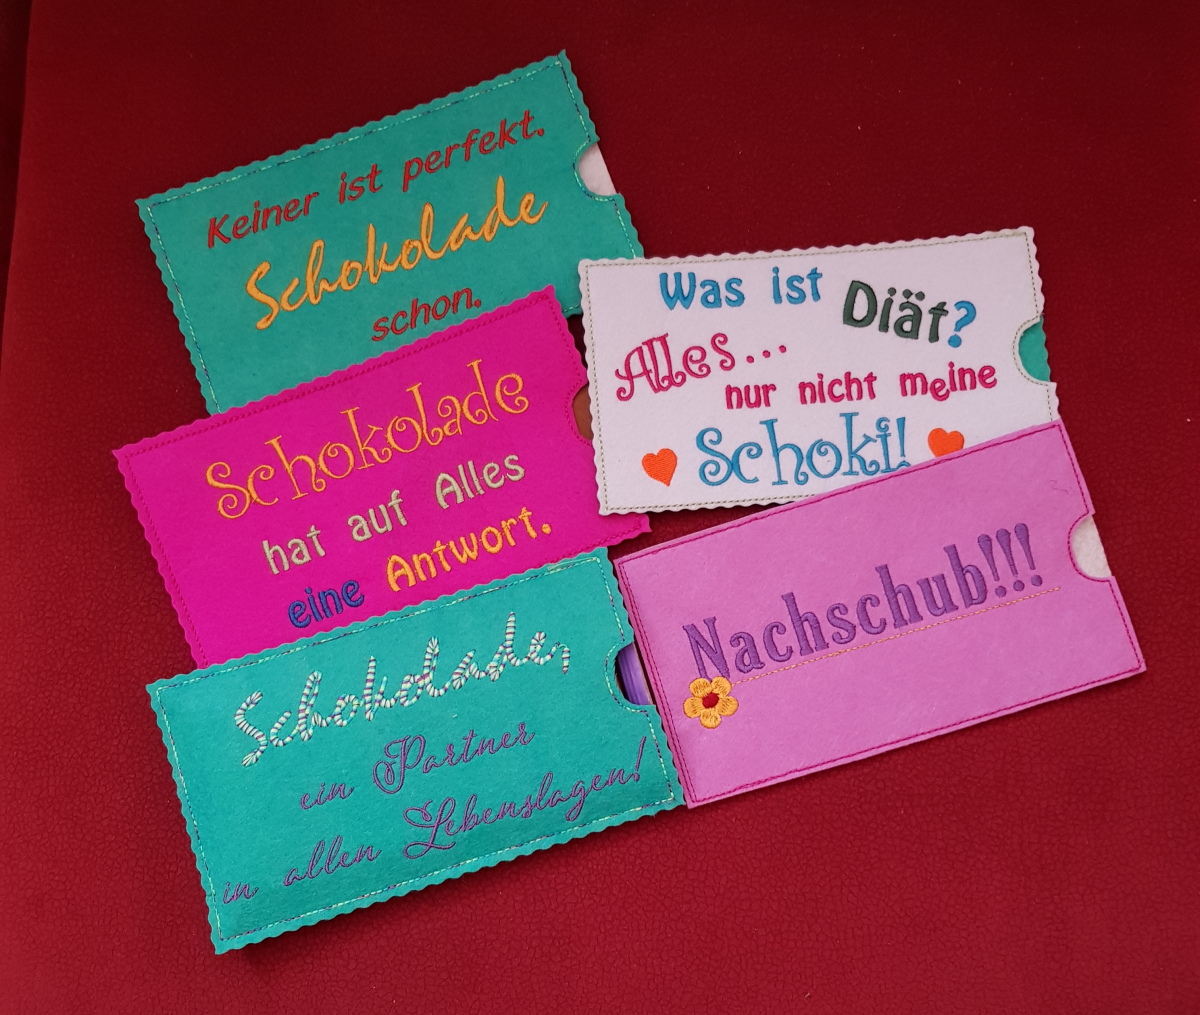 Keiner ist perfekt.
Schokolade
schon.
Was ist Diät?
Alles...
nur nicht meine
Schoki!
Schokolade
hat auf Alles
eine Antwort.
Nachschub!!!
Schokolade,
ein Partner
in allen Lebenslagen!